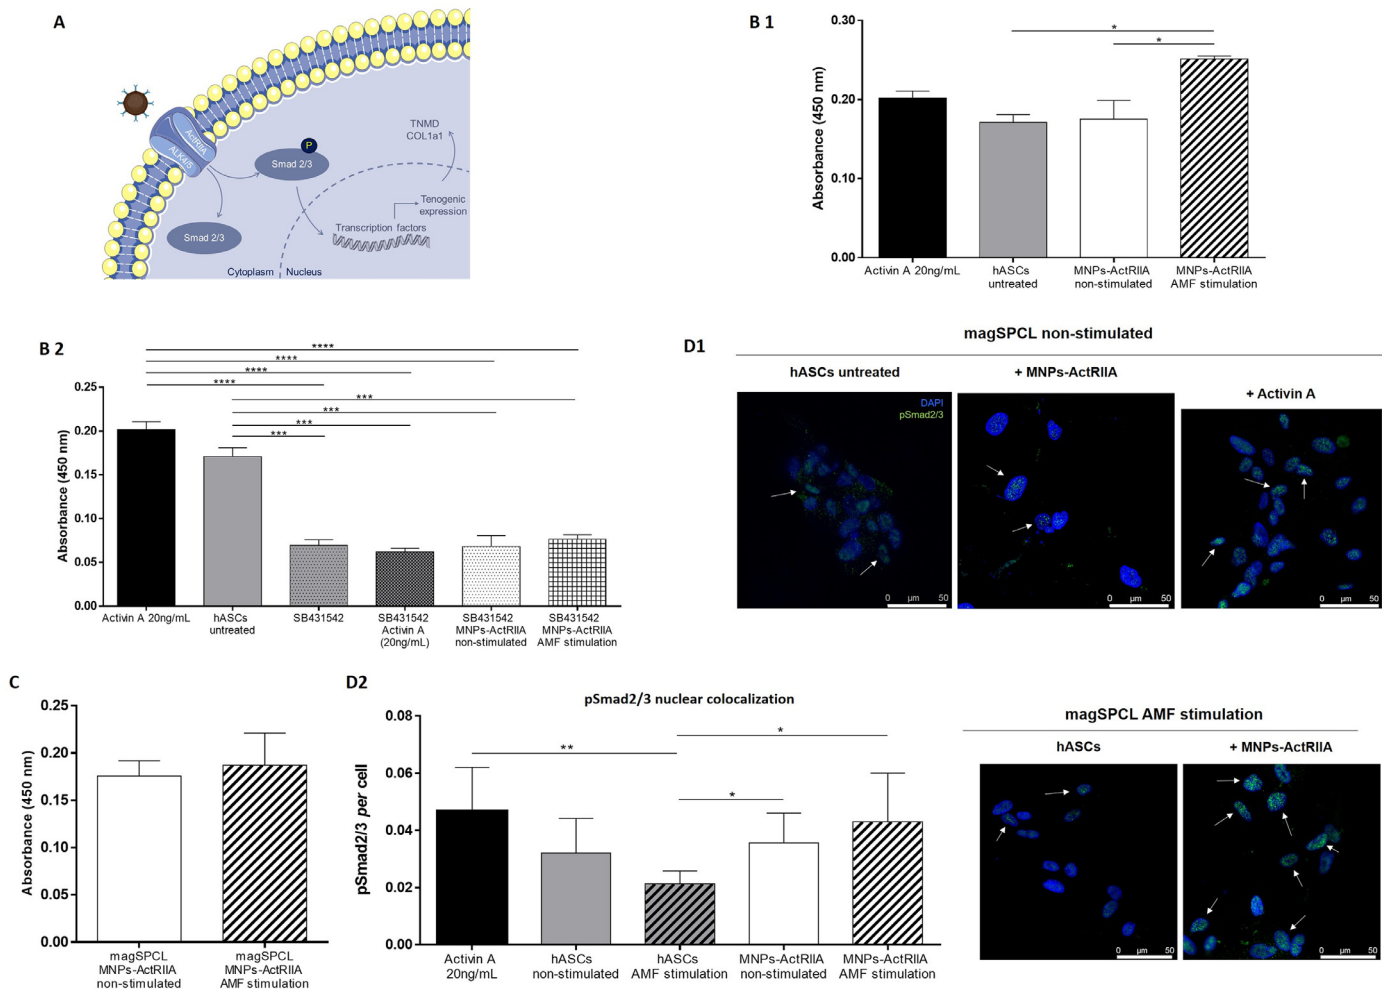 A
ActRIIA
ALK4/5
P
Smad 2/3
Smad 2/3
TNMD
COL1a1
Tenogenic
expression
Transcription factors
Cytoplasm
Nucleus
B 1
Absorbance (450 nm)
0.30
0.20
0.10
0.00
*
*
Activin A 20ng/mL
hASCs
untreated
MNPs-ActRIIA
non-stimulated
MNPs-ActRIIA
AMF stimulation
B 2
Absorbance (450 nm)
0.25
0.20
0.15
0.10
0.05
0.00
****
****
****
****
***
***
***
***
Activin A 20ng/mL
hASCs
untreated
SB431542
SB431542
Activin A
(20ng/mL)
SB431542
MNPs-ActRIIA
non-stimulated
SB431542
MNPs-ActRIIA
AMF stimulation
D1
magSPCL non-stimulated
hASCs untreated
+ MNPs-ActRIIA
+ Activin A
DAPI
pSmad2/3
0 µm 50
0 µm 50
0 µm 50
C
Absorbance (450 nm)
0.25
0.20
0.15
0.10
0.05
0.00
magSPCL
MNPs-ActRIIA
non-stimulated
magSPCL
MNPs-ActRIIA
AMF stimulation
D2
pSmad2/3 nuclear colocalization
pSmad2/3 per cell
0.08
0.06
0.04
0.02
0.00
**
*
*
Activin A
20ng/mL
hASCs
non-stimulated
hASCs
AMF stimulation
MNPs-ActRIIA
non-stimulated
MNPs-ActRIIA
AMF stimulation
magSPCL AMF stimulation
hASCs
+ MNPs-ActRIIA
0 µm 50
0 µm 50